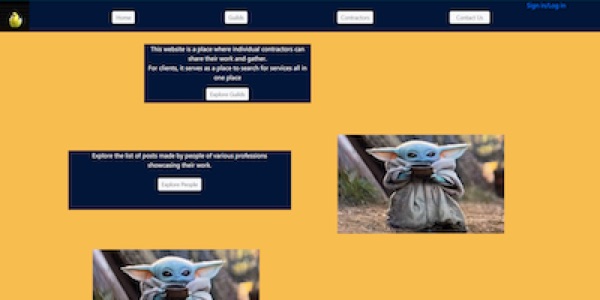 Home
Guilds
Contractors
Contact Us
Sign in/Log in
This website is a place where individual contractors can
share their work and gather.
For clients, it serves as a place to search for services all in
one place
Explore Guilds
Explore the list of posts made by people of various professions
showcasing their work.
Explore People